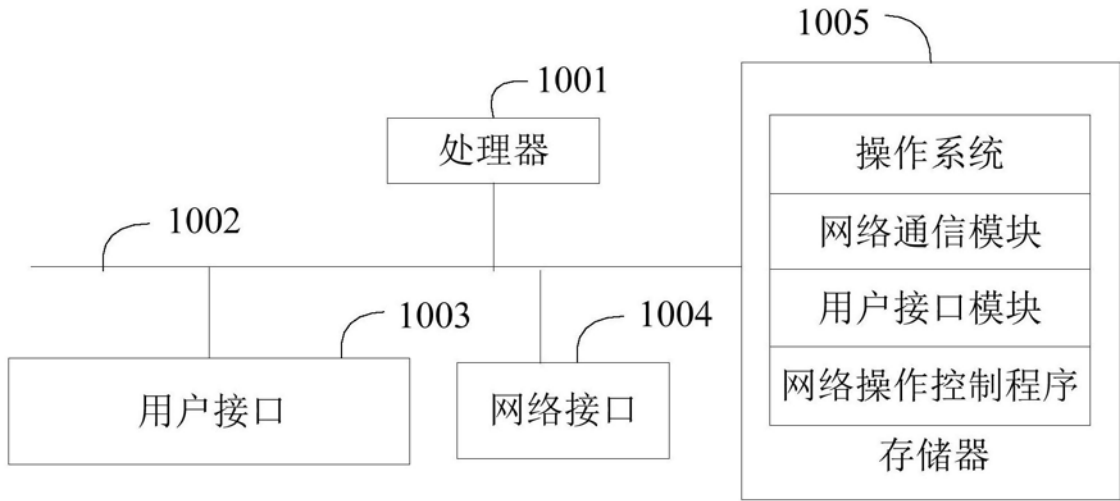 1005
1001
处理器
操作系统
1002
网络通信模块
用户接口模块
1003
1004
用户接口
网络接口
网络操作控制程序
存储器